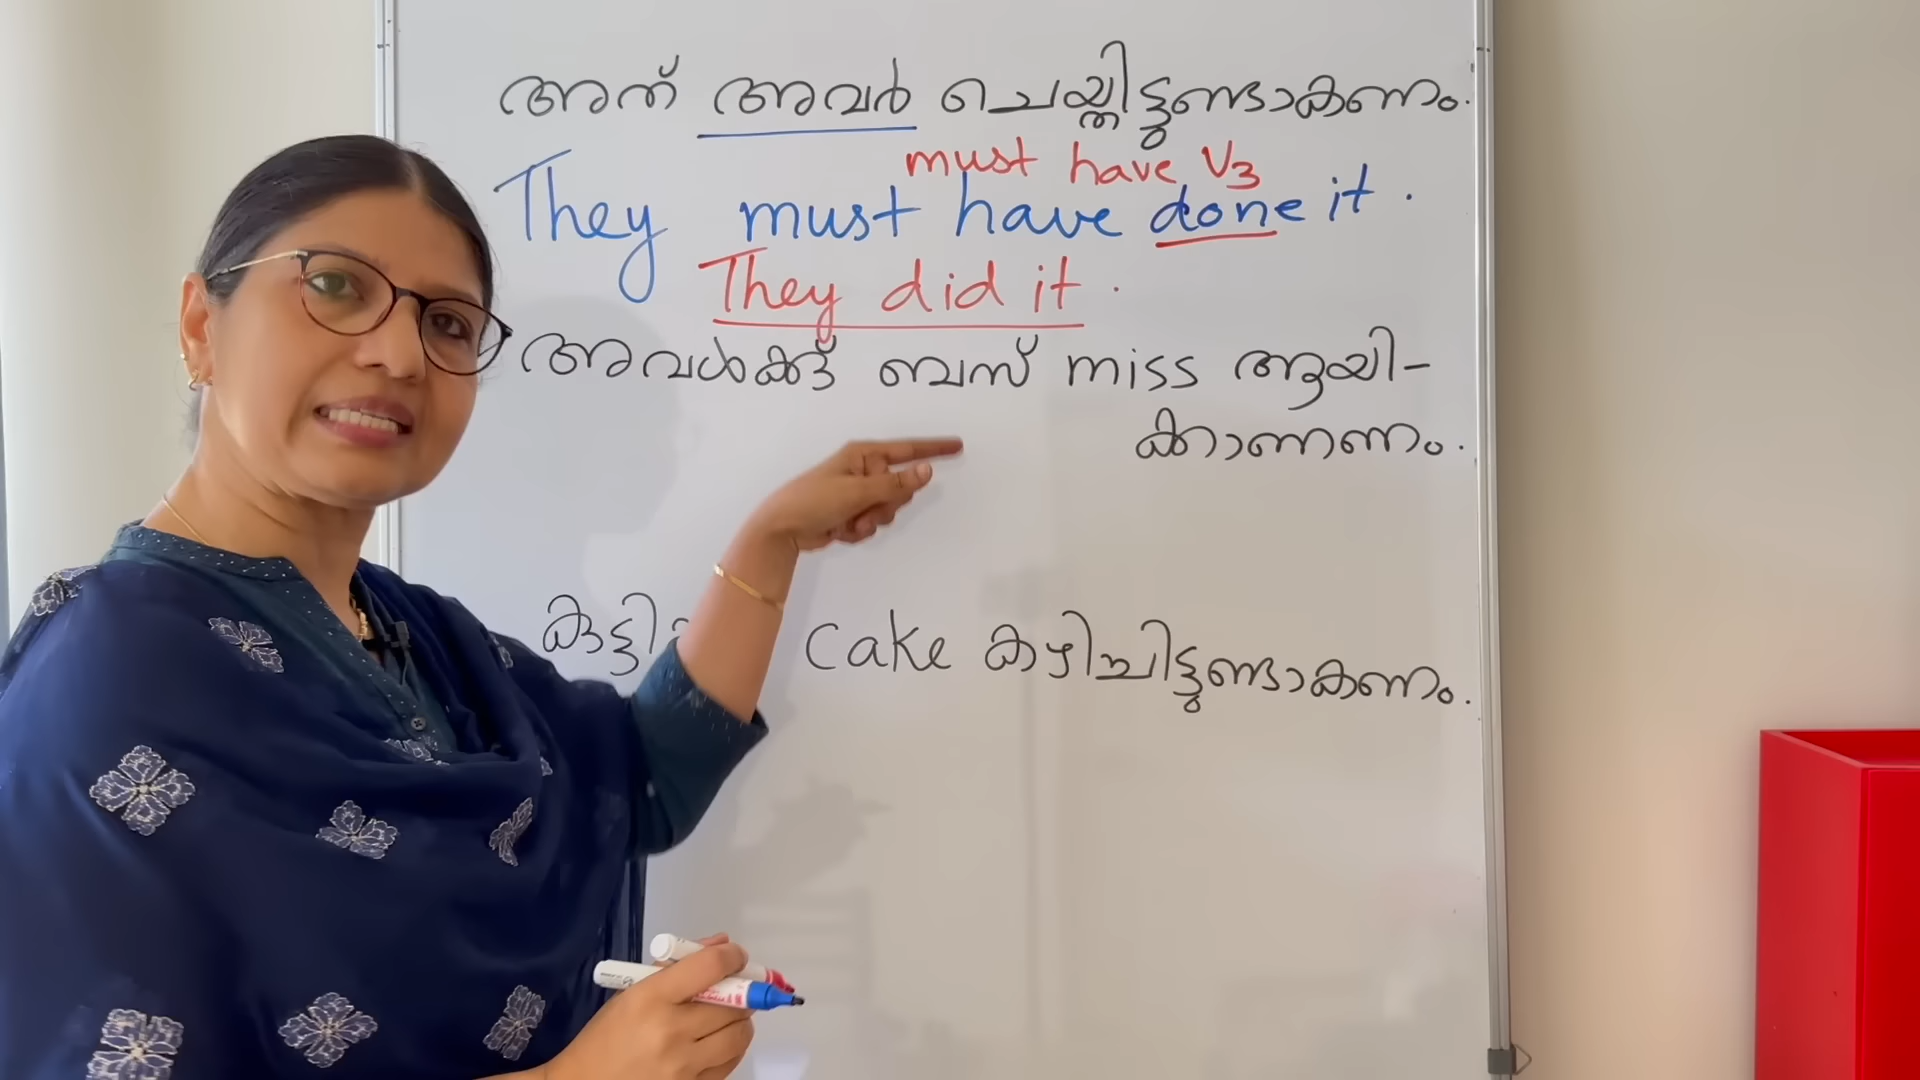 അത് അവർ ചെയ്തിട്ടുണ്ടാകണം.
must have V3
They must have done it.
They did it.
അവൾക്ക് ബസ് miss ആയി-
ക്കാണണം.
cake കഴിച്ചിട്ടുണ്ടാകണം.